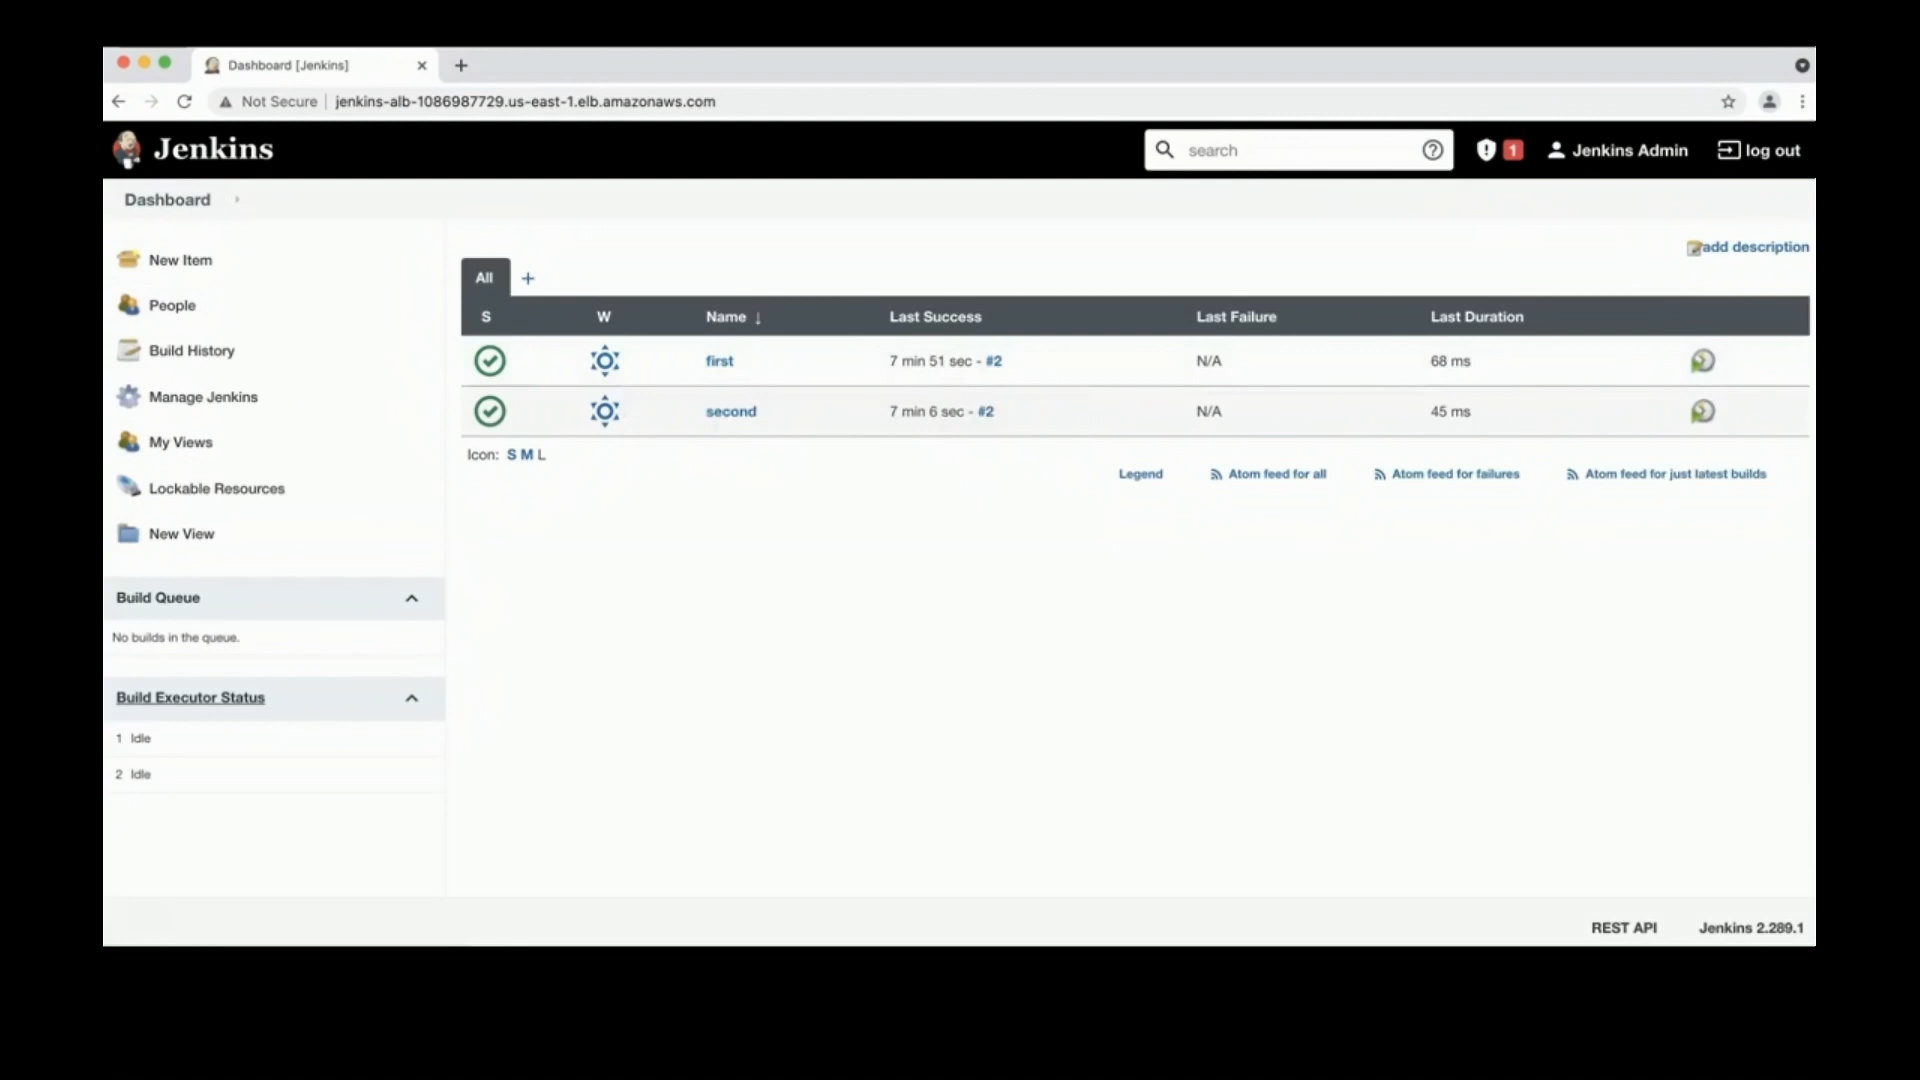 Dashboard [Jenkins]
Not Secure jenkins-alb-1086987729.us-east-1.elb.amazonaws.com
Jenkins
search
1
Jenkins Admin
log out
Dashboard
New Item
People
Build History
Manage Jenkins
My Views
Lockable Resources
New View
Build Queue
No builds in the queue.
Build Executor Status
1 Idle
2 Idle
add description
All +
S W Name ↓ Last Success Last Failure Last Duration
first 7 min 51 sec - #2 N/A 68 ms
second 7 min 6 sec - #2 N/A 45 ms
Icon: S M L
Legend Atom feed for all Atom feed for failures Atom feed for just latest builds
REST API Jenkins 2.289.1